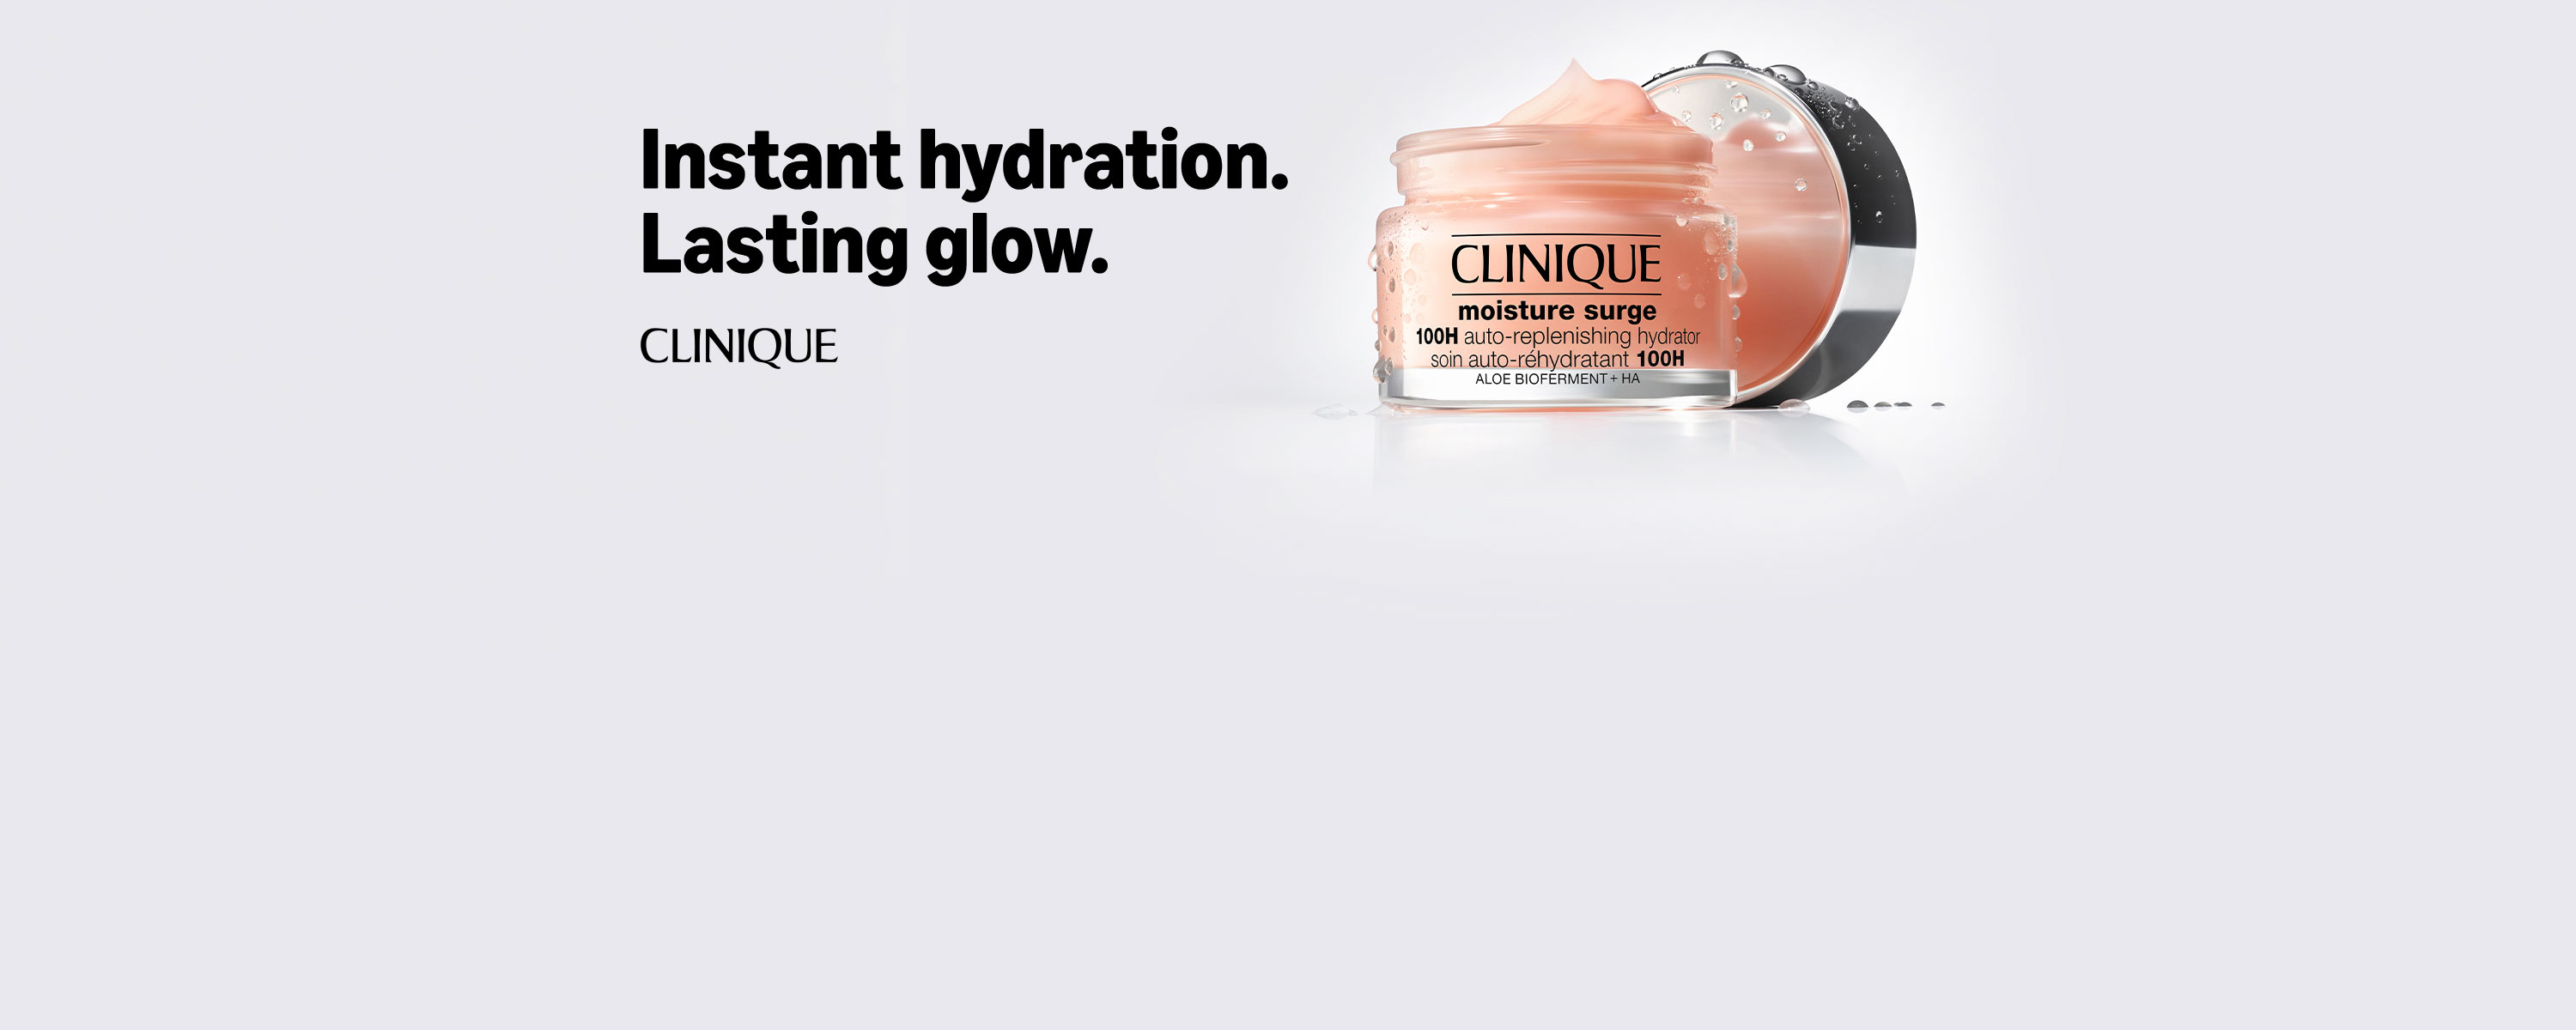 Instant hydration.
Lasting glow.
CLINIQUE
CLINIQUE
moisture surge
100H auto-replenishing hydrator
soin auto-réhydratant 100H
ALOE BIOFERMENT + HA